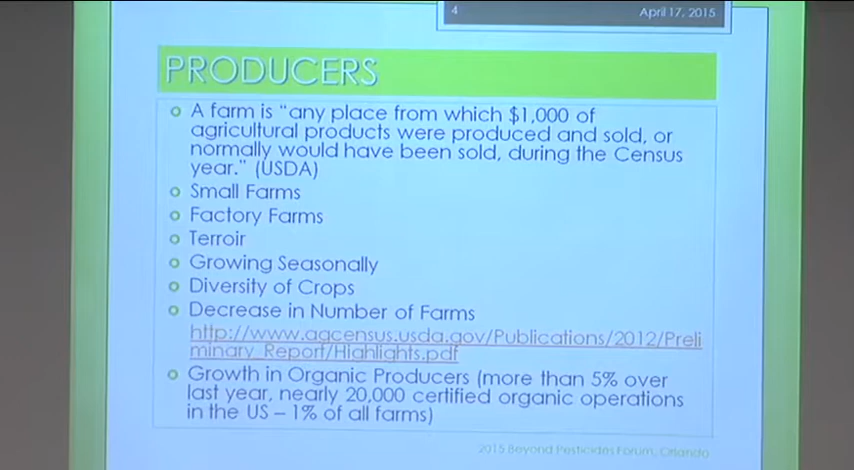 4
April 17, 2015
PRODUCERS
A farm is “any place from which $1,000 of
agricultural products were produced and sold, or
normally would have been sold, during the Census
year.” (USDA)
Small Farms
Factory Farms
Terroir
Growing Seasonally
Diversity of Crops
Decrease in Number of Farms
http://www.agcensus.usda.gov/Publications/2012/Preli
minary_Report/Highlights.pdf
Growth in Organic Producers (more than 5% over
last year, nearly 20,000 certified organic operations
in the US – 1% of all farms)
2015 Beyond Pesticides Forum, Orlando